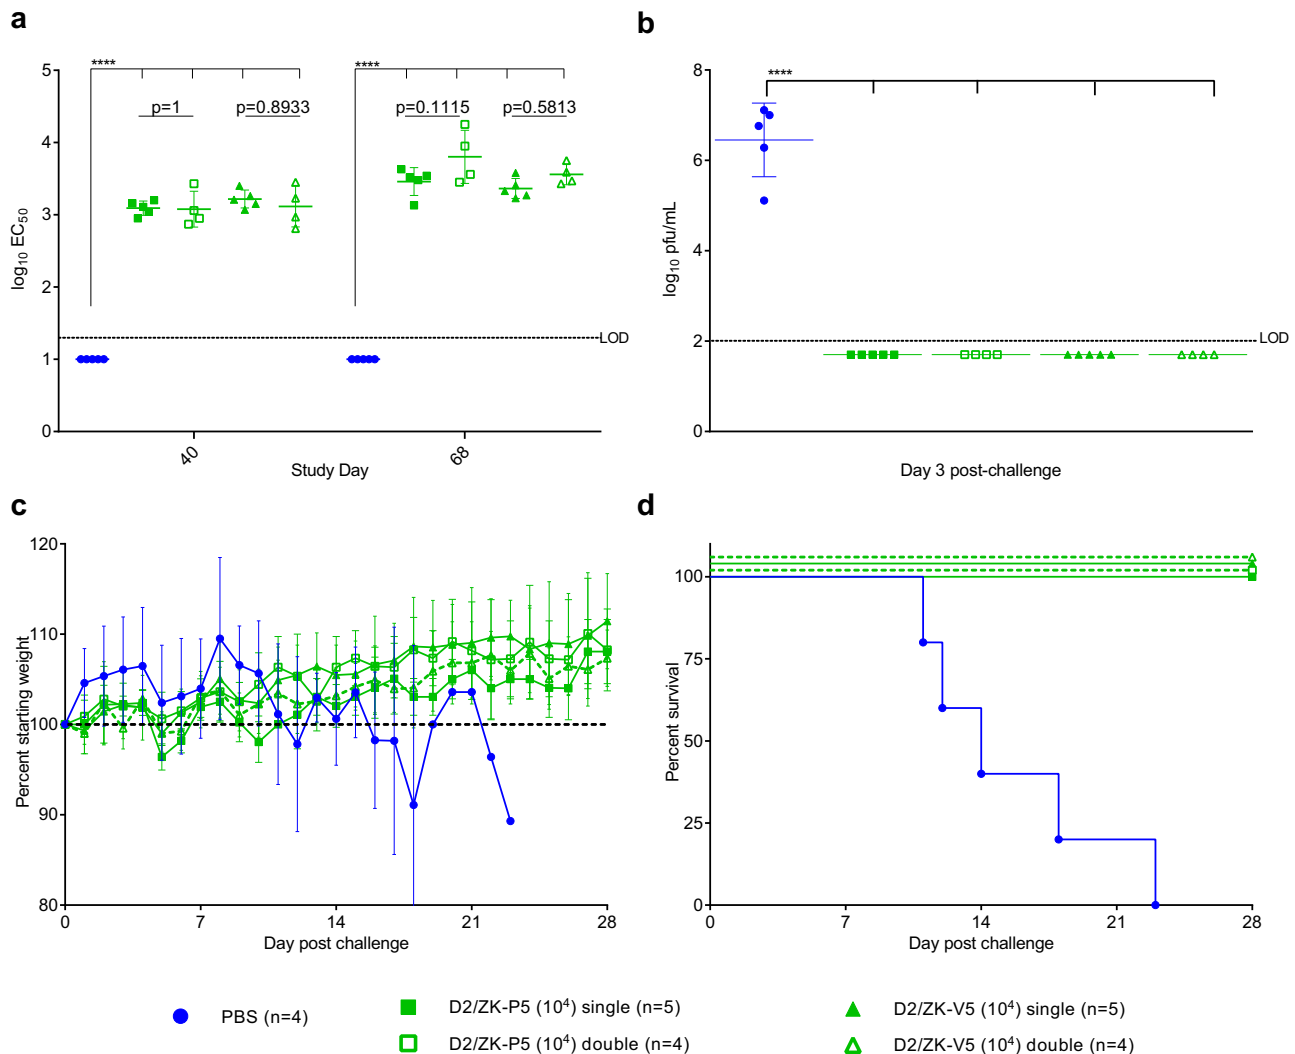 a
****
****
5
4
3
2
1
0
log10 EC50
p=1
p=0.8933
p=0.1115
p=0.5813
LOD
40
68
Study Day
b
****
8
6
4
2
0
log10 pfu/mL
LOD
Day 3 post-challenge
c
120
110
100
90
80
Percent starting weight
0
7
14
21
28
Day post challenge
d
100
75
50
25
0
Percent survival
0
7
14
21
28
Day post challenge
PBS (n=4)
D2/ZK-P5 (10⁴) single (n=5)
D2/ZK-P5 (10⁴) double (n=4)
D2/ZK-V5 (10⁴) single (n=5)
D2/ZK-V5 (10⁴) double (n=4)